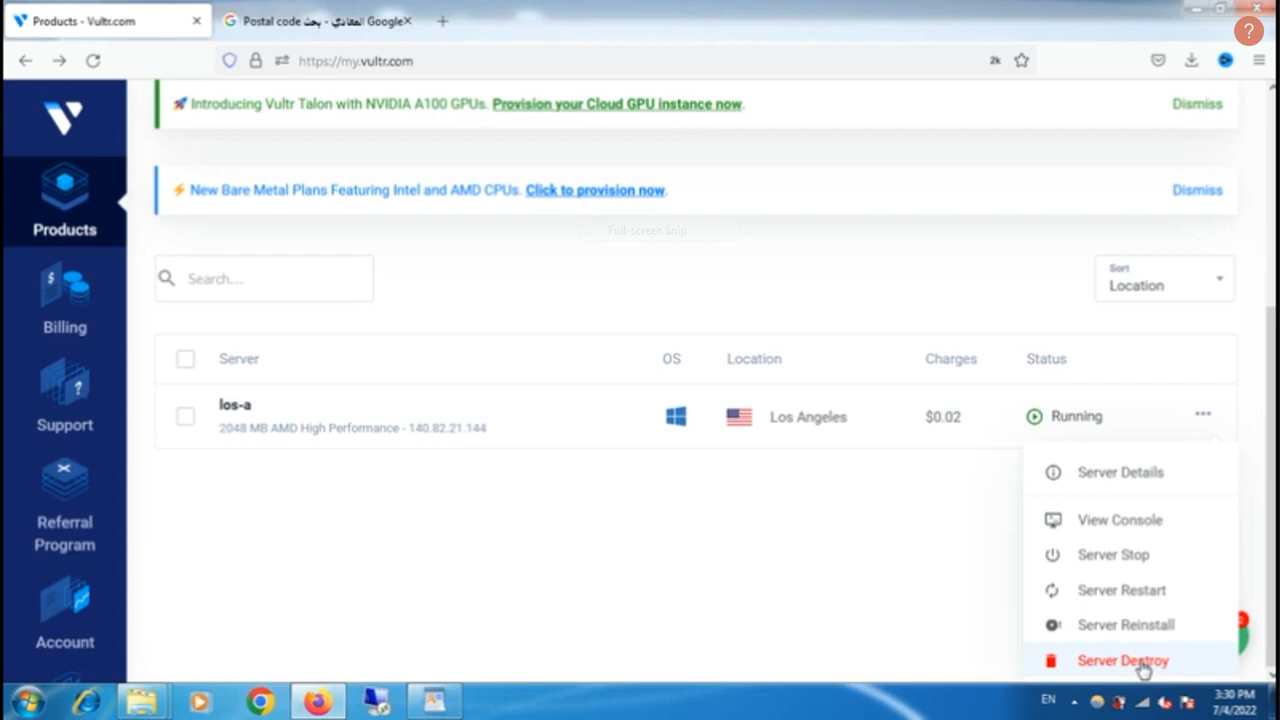 Products - Vultr.com
Postal code المعادي - بحث Google
?
https://my.vultr.com
🚀 Introducing Vultr Talon with NVIDIA A100 GPUs. Provision your Cloud GPU instance now.
Dismiss
⚡ New Bare Metal Plans Featuring Intel and AMD CPUs. Click to provision now.
Dismiss
Full-screen Snip
Products
Billing
Support
Referral
Program
Account
Search...
Sort
Location
Server
OS
Location
Charges
Status
los-a
2048 MB AMD High Performance - 140.82.21.144
Los Angeles
$0.02
Running
Server Details
View Console
Server Stop
Server Restart
Server Reinstall
Server Destroy
EN
3:30 PM
7/4/2022